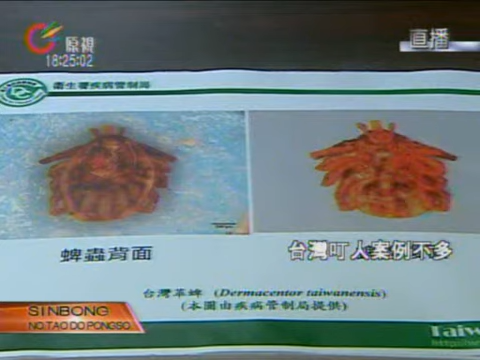 原視
18:25:02
直播
衛生署疾病管制局
蜱蟲背面
台灣叮人案例不多
台灣革蜱 (Dermacentor taiwanensis)
(本圖由疾病管制局提供)
SINBONG
NO TAO DO PONGSO
Taiw